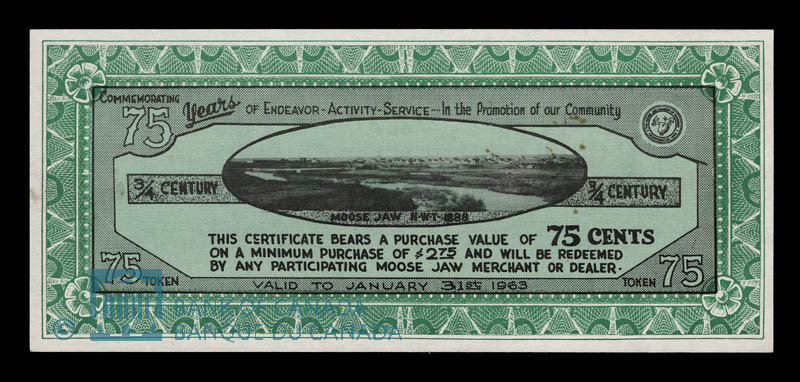 COMMEMORATING
75 Years OF ENDEAVOR-ACTIVITY-SERVICE-- In the Promotion of our Community
3/4 CENTURY
3/4 CENTURY
MOOSE JAW N·W·T·1888
THIS CERTIFICATE BEARS A PURCHASE VALUE OF 75 CENTS
ON A MINIMUM PURCHASE OF $2.75 AND WILL BE REDEEMED
BY ANY PARTICIPATING MOOSE JAW MERCHANT OR DEALER.
75 TOKEN
TOKEN 75
VALID TO JANUARY 31st 1963
© BANK OF CANADA
BANQUE DU CANADA